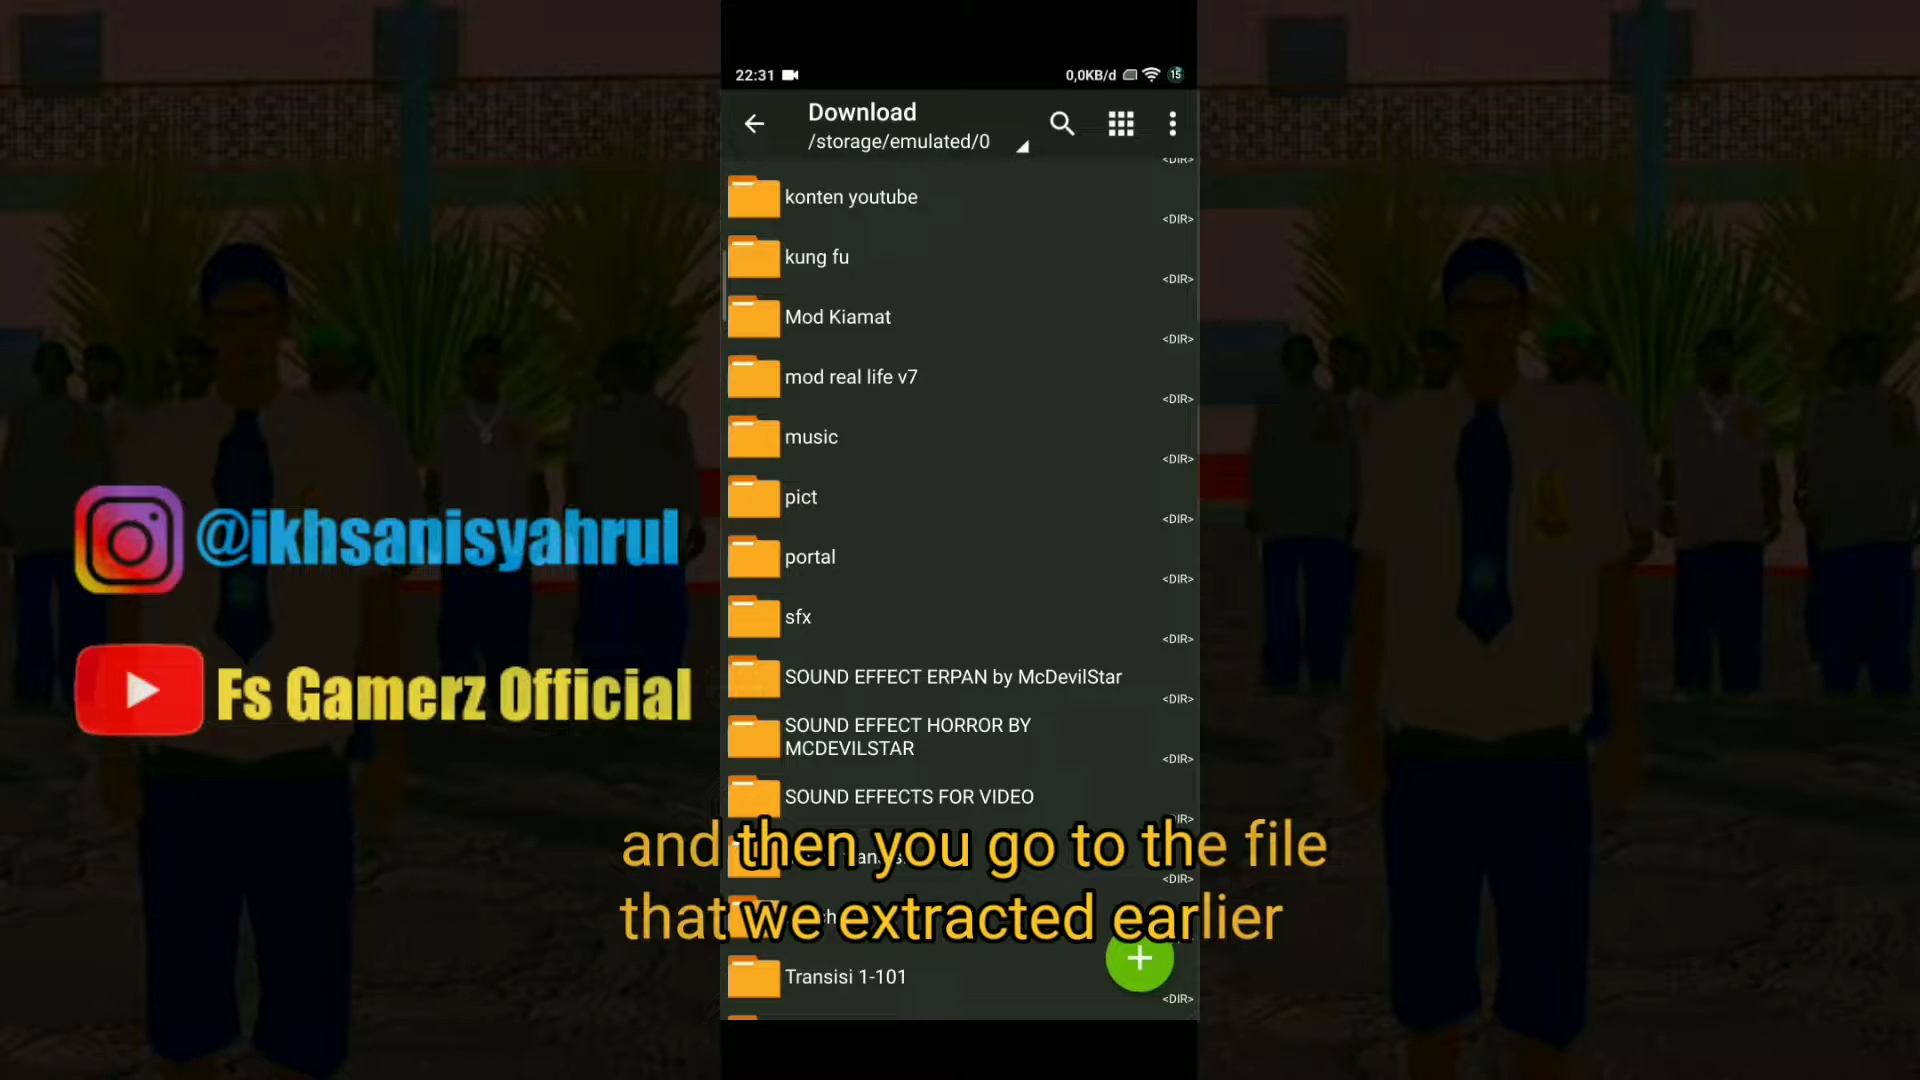 22:31
0,0KB/d
15
Download
/storage/emulated/0
<DIR>
konten youtube
<DIR>
kung fu
<DIR>
Mod Kiamat
<DIR>
mod real life v7
<DIR>
music
<DIR>
pict
<DIR>
portal
<DIR>
sfx
<DIR>
SOUND EFFECT ERPAN by McDevilStar
<DIR>
SOUND EFFECT HORROR BY
MCDEVILSTAR
<DIR>
SOUND EFFECTS FOR VIDEO
<DIR>
Transisi 1-101
<DIR>
@ikhsanisyahrul
Fs Gamerz Official
and then you go to the file
that we extracted earlier